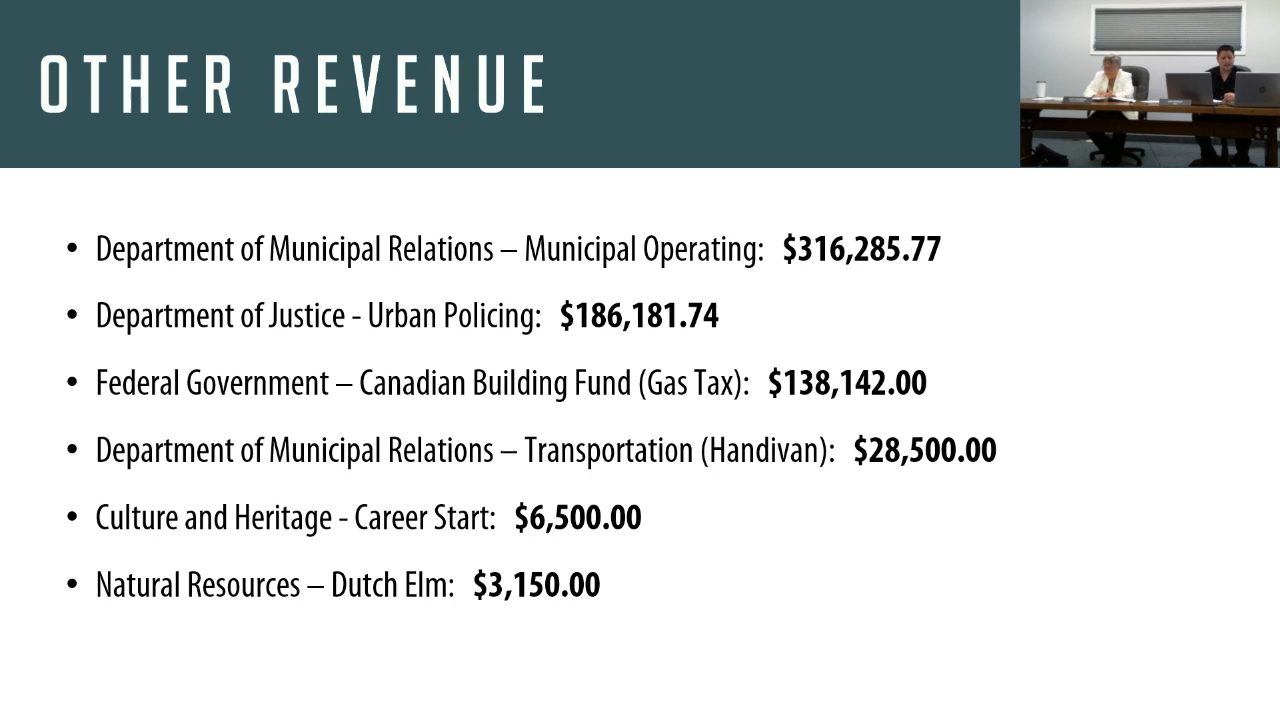 OTHER REVENUE
• Department of Municipal Relations – Municipal Operating: $316,285.77
• Department of Justice - Urban Policing: $186,181.74
• Federal Government – Canadian Building Fund (Gas Tax): $138,142.00
• Department of Municipal Relations – Transportation (Handivan): $28,500.00
• Culture and Heritage - Career Start: $6,500.00
• Natural Resources – Dutch Elm: $3,150.00